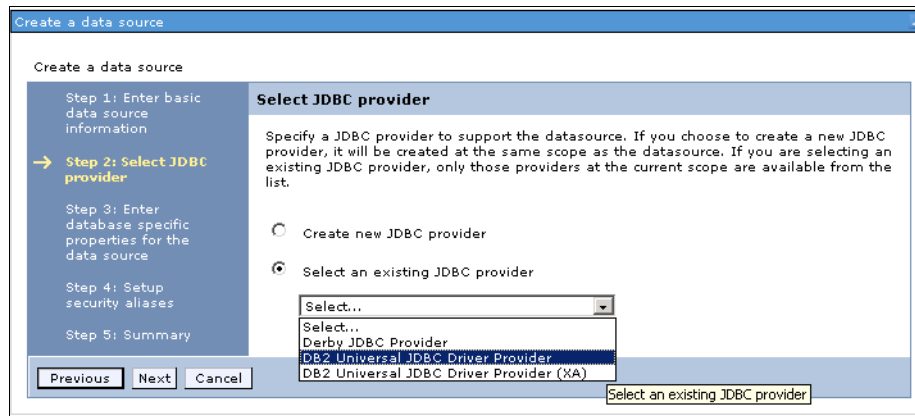 Create a data source
Create a data source
Step 1: Enter basic
data source
information
Step 2: Select JDBC
provider
Step 3: Enter
database specific
properties for the
data source
Step 4: Setup
security aliases
Step 5: Summary
Select JDBC provider
Specify a JDBC provider to support the datasource. If you choose to create a new JDBC
provider, it will be created at the same scope as the datasource. If you are selecting an
existing JDBC provider, only those providers at the current scope are available from the
list.
Create new JDBC provider
Select an existing JDBC provider
Select...
Select...
Derby JDBC Provider
DB2 Universal JDBC Driver Provider
DB2 Universal JDBC Driver Provider (XA)
Select an existing JDBC provider
Previous Next Cancel